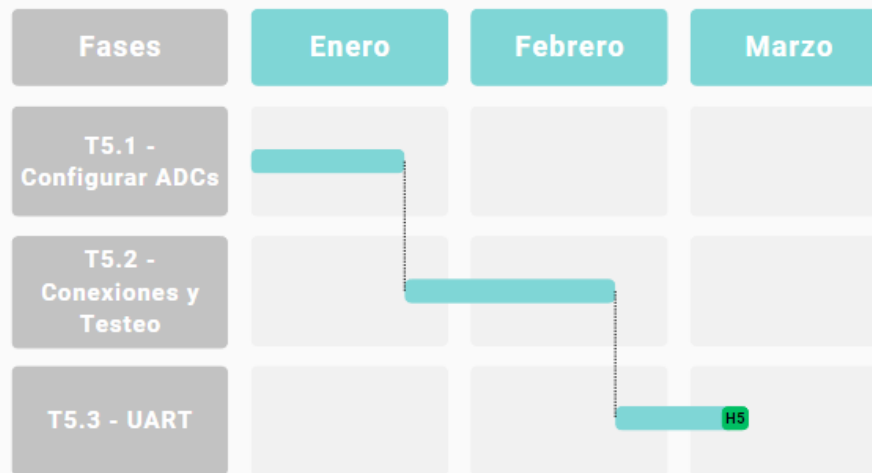 Fases
Enero
Febrero
Marzo
T5.1 -
Configurar ADCs
T5.2 -
Conexiones y
Testeo
T5.3 - UART
H5